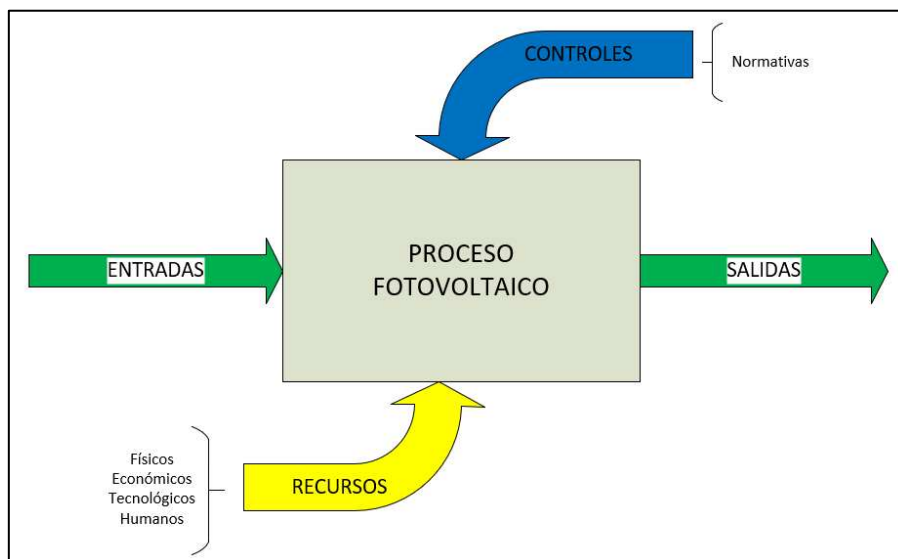 CONTROLES
Normativas
ENTRADAS
PROCESO
FOTOVOLTAICO
SALIDAS
Físicos
Económicos
Tecnológicos
Humanos
RECURSOS